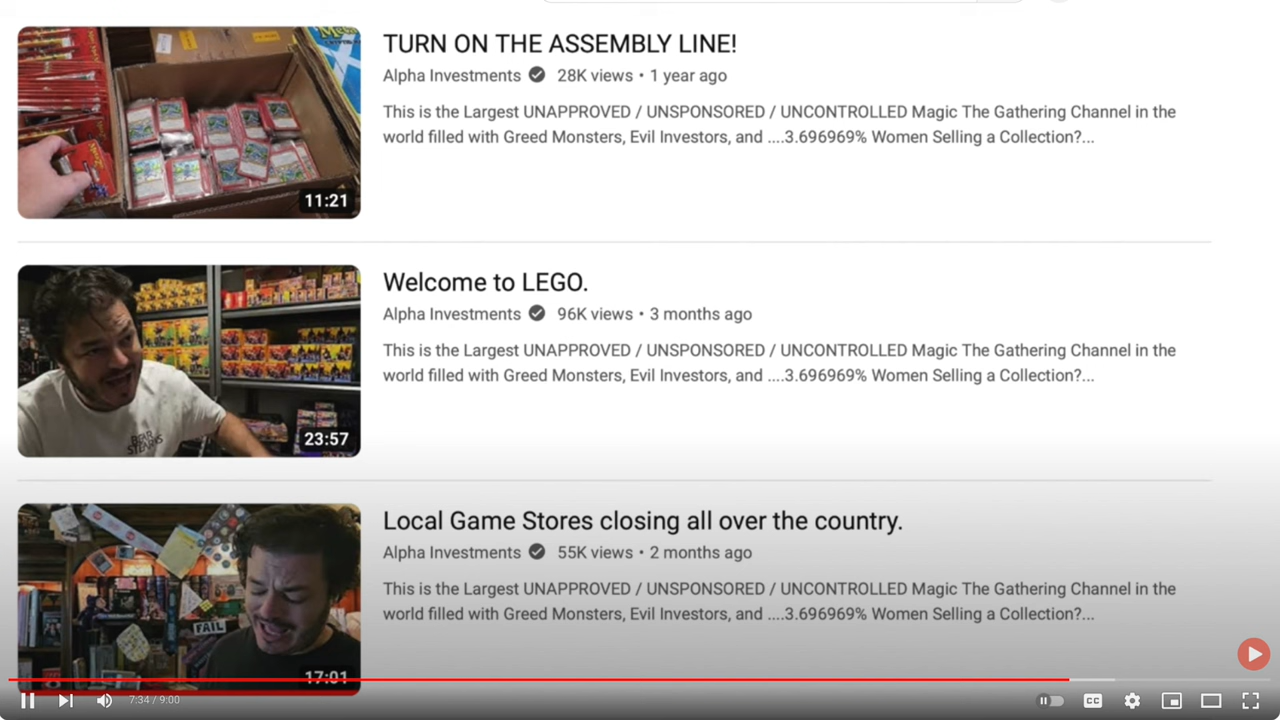 TURN ON THE ASSEMBLY LINE!
Alpha Investments 28K views • 1 year ago
This is the Largest UNAPPROVED / UNSPONSORED / UNCONTROLLED Magic The Gathering Channel in the
world filled with Greed Monsters, Evil Investors, and ....3.696969% Women Selling a Collection?...
11:21
Welcome to LEGO.
Alpha Investments 96K views • 3 months ago
This is the Largest UNAPPROVED / UNSPONSORED / UNCONTROLLED Magic The Gathering Channel in the
world filled with Greed Monsters, Evil Investors, and ....3.696969% Women Selling a Collection?...
BEAR
STEARNS
23:57
Local Game Stores closing all over the country.
Alpha Investments 55K views • 2 months ago
This is the Largest UNAPPROVED / UNSPONSORED / UNCONTROLLED Magic The Gathering Channel in the
world filled with Greed Monsters, Evil Investors, and ....3.696969% Women Selling a Collection?...
FAIL
17:01
7:34 / 9:00
CC